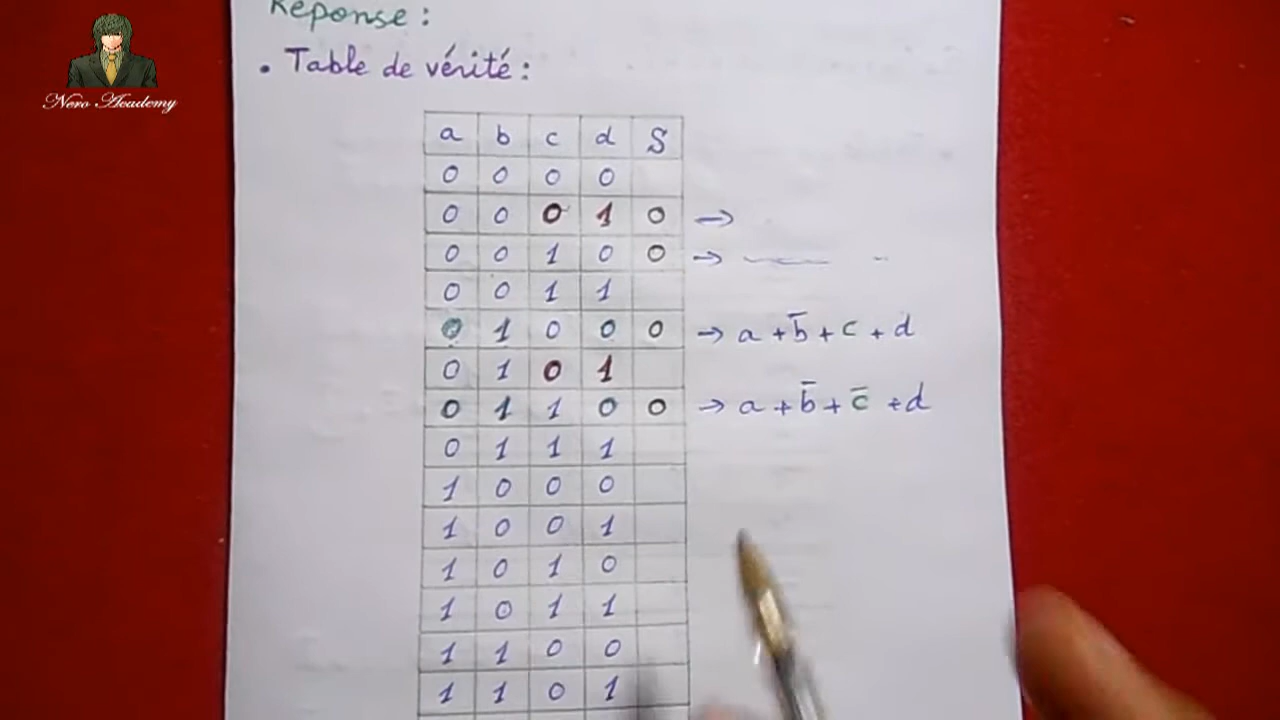 Réponse :
Nero Academy
• Table de vérité :
a b c d S
0 0 0 0
0 0 0 1 0 →
0 0 1 0 0 →
0 0 1 1
0 1 0 0 0 → a + b̅ + c + d
0 1 0 1
0 1 1 0 0 → a + b̅ + c̅ + d
0 1 1 1
1 0 0 0
1 0 0 1
1 0 1 0
1 0 1 1
1 1 0 0
1 1 0 1